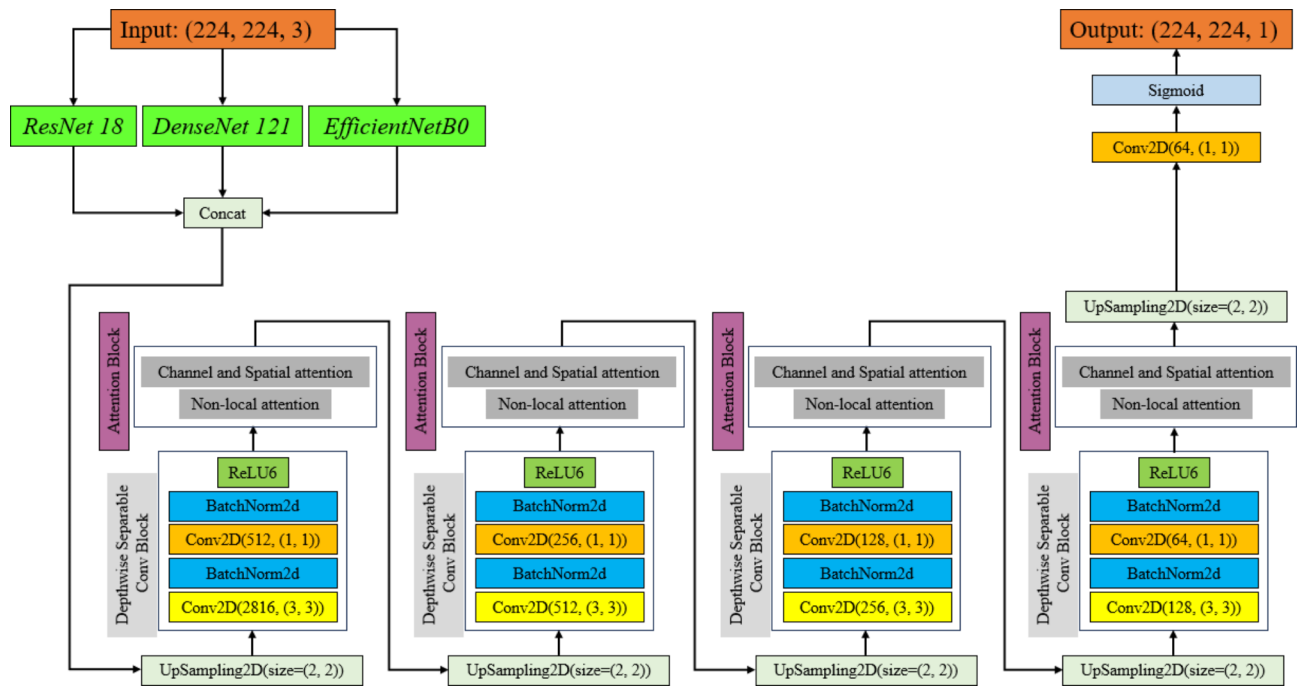 Input: (224, 224, 3)
Output: (224, 224, 1)
Sigmoid
Conv2D(64, (1, 1))
ResNet 18
DenseNet 121
EfficientNetB0
Concat
UpSampling2D(size=(2, 2))
Attention Block
Channel and Spatial attention
Non-local attention
Depthwise Separable
Conv Block
ReLU6
BatchNorm2d
Conv2D(512, (1, 1))
BatchNorm2d
Conv2D(2816, (3, 3))
UpSampling2D(size=(2, 2))
Attention Block
Channel and Spatial attention
Non-local attention
Depthwise Separable
Conv Block
ReLU6
BatchNorm2d
Conv2D(256, (1, 1))
BatchNorm2d
Conv2D(512, (3, 3))
UpSampling2D(size=(2, 2))
Attention Block
Channel and Spatial attention
Non-local attention
Depthwise Separable
Conv Block
ReLU6
BatchNorm2d
Conv2D(128, (1, 1))
BatchNorm2d
Conv2D(256, (3, 3))
UpSampling2D(size=(2, 2))
Attention Block
Channel and Spatial attention
Non-local attention
Depthwise Separable
Conv Block
ReLU6
BatchNorm2d
Conv2D(64, (1, 1))
BatchNorm2d
Conv2D(128, (3, 3))
UpSampling2D(size=(2, 2))